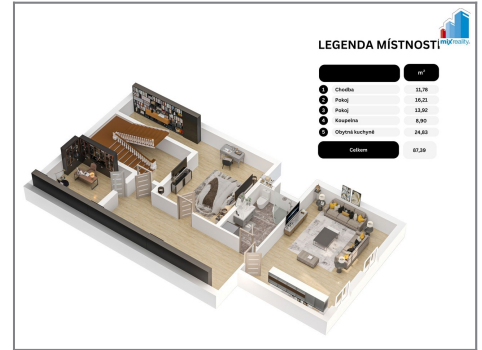 mixreality.
LEGENDA MÍSTNOSTÍ
m²
1 Chodba 11,78
2 Pokoj 16,21
3 Pokoj 13,92
4 Koupelna 8,90
5 Obytná kuchyně 24,83
Celkem 87,39